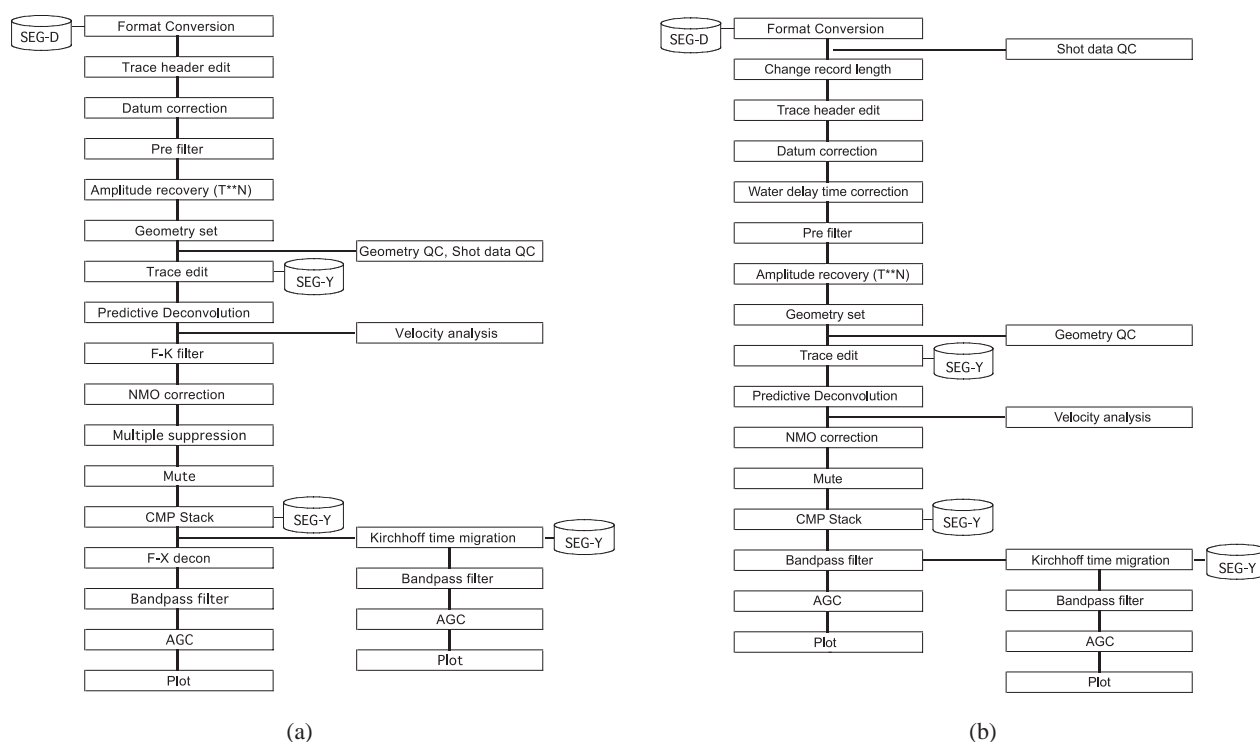 SEG-D
Format Conversion
Trace header edit
Datum correction
Pre filter
Amplitude recovery (T**N)
Geometry set
Geometry QC, Shot data QC
Trace edit
SEG-Y
Predictive Deconvolution
Velocity analysis
F-K filter
NMO correction
Multiple suppression
Mute
CMP Stack
SEG-Y
Kirchhoff time migration
SEG-Y
F-X decon
Bandpass filter
Bandpass filter
AGC
AGC
Plot
Plot
(a)
SEG-D
Format Conversion
Shot data QC
Change record length
Trace header edit
Datum correction
Water delay time correction
Pre filter
Amplitude recovery (T**N)
Geometry set
Geometry QC
Trace edit
SEG-Y
Predictive Deconvolution
Velocity analysis
NMO correction
Mute
CMP Stack
SEG-Y
Bandpass filter
Kirchhoff time migration
SEG-Y
AGC
Bandpass filter
Plot
AGC
Plot
(b)